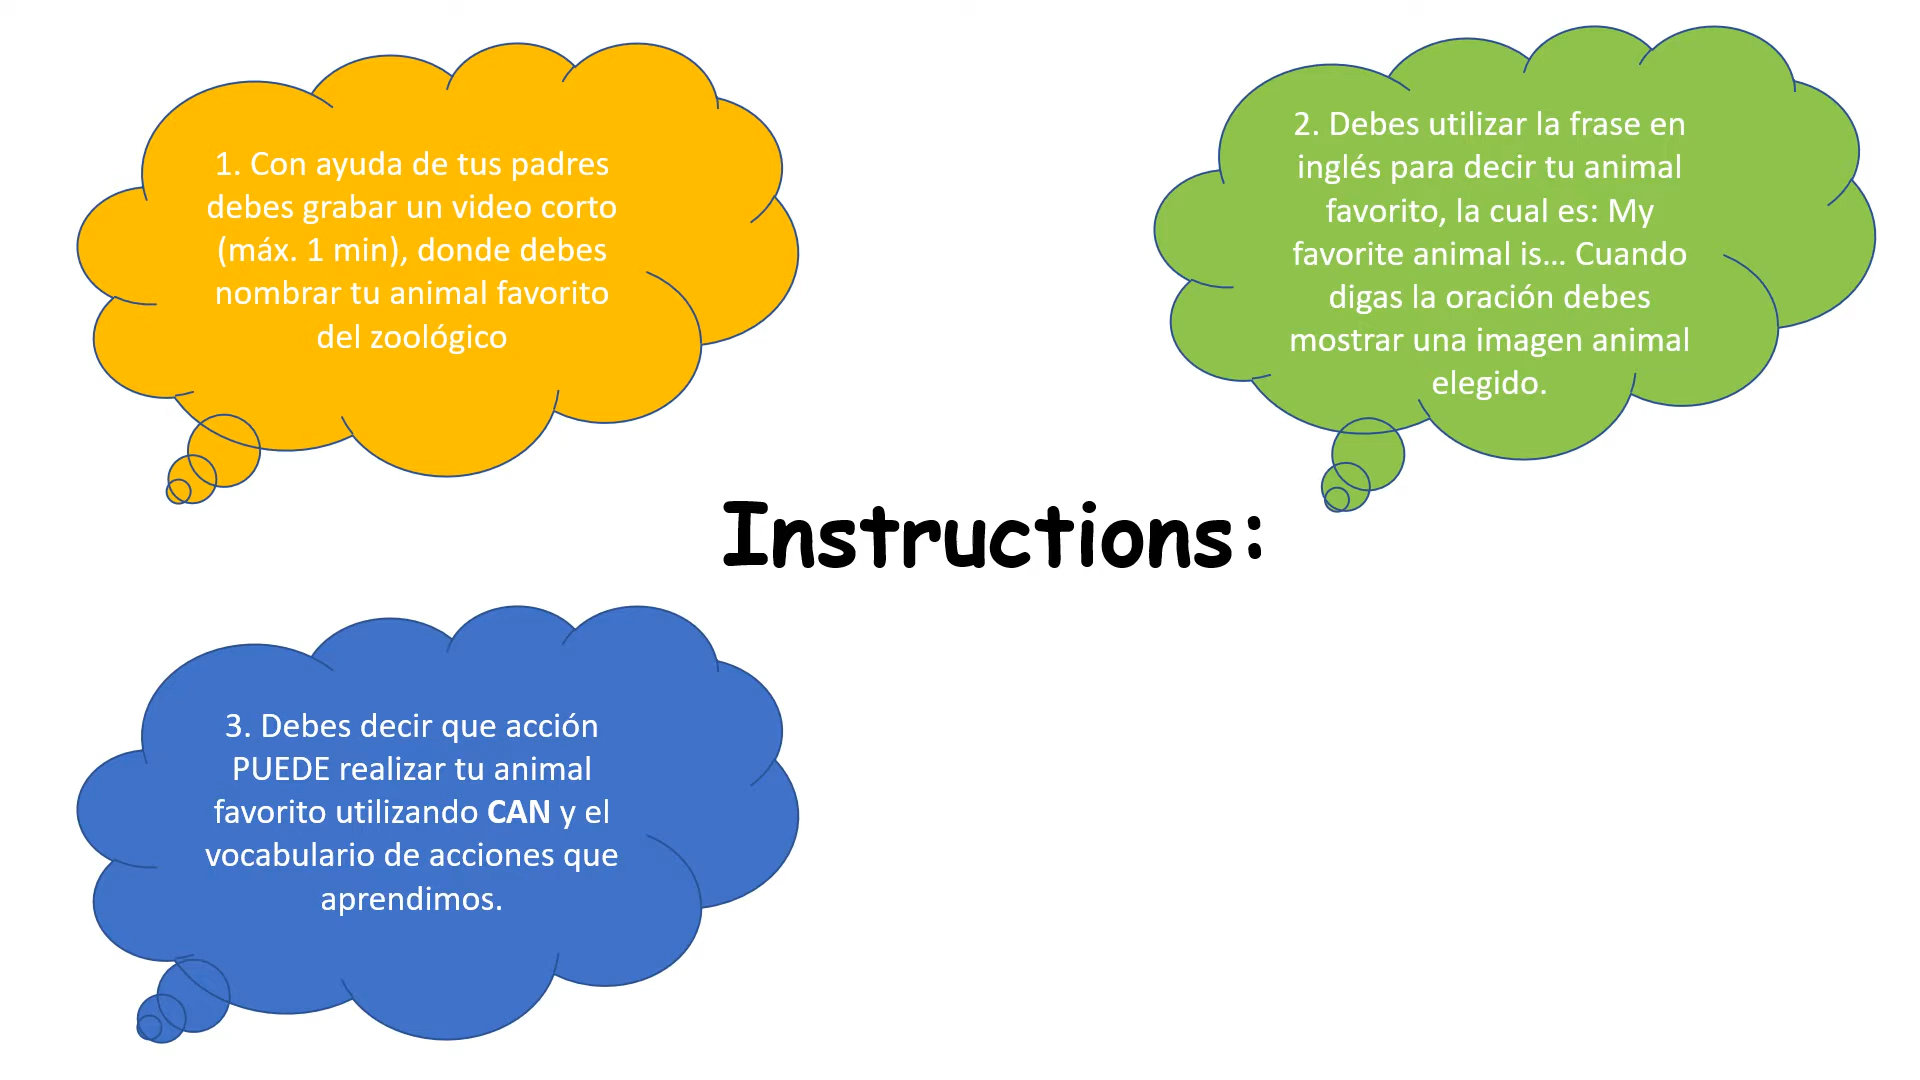 1. Con ayuda de tus padres
debes grabar un video corto
(máx. 1 min), donde debes
nombrar tu animal favorito
del zoológico
2. Debes utilizar la frase en
inglés para decir tu animal
favorito, la cual es: My
favorite animal is... Cuando
digas la oración debes
mostrar una imagen animal
elegido.
Instructions:
3. Debes decir que acción
PUEDE realizar tu animal
favorito utilizando CAN y el
vocabulario de acciones que
aprendimos.